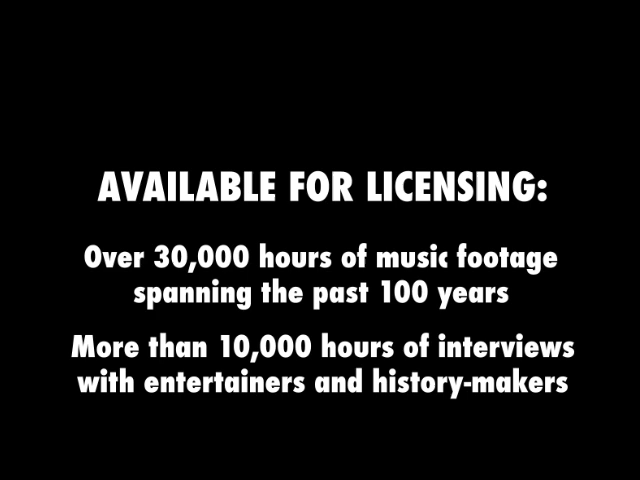 AVAILABLE FOR LICENSING:
Over 30,000 hours of music footage
spanning the past 100 years
More than 10,000 hours of interviews
with entertainers and history-makers